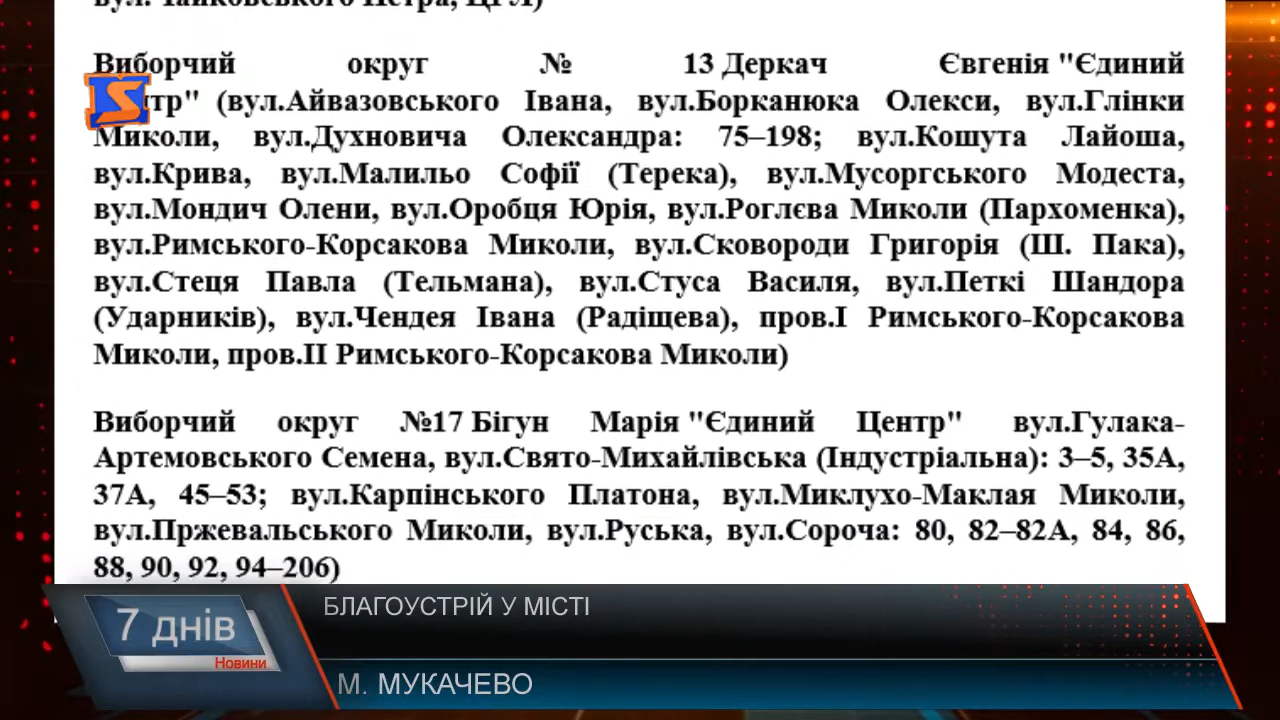 вул. Чайковського Петра, ЦРЛ)
Виборчий округ № 13 Деркач Євгенія "Єдиний
нтр" (вул.Айвазовського Івана, вул.Борканюка Олекси, вул.Глінки
Миколи, вул.Духновича Олександра: 75–198; вул.Кошута Лайоша,
вул.Крива, вул.Малильо Софії (Терека), вул.Мусоргського Модеста,
вул.Мондич Олени, вул.Оробця Юрія, вул.Роглєва Миколи (Пархоменка),
вул.Римського-Корсакова Миколи, вул.Сковороди Григорія (Ш. Пака),
вул.Стеця Павла (Тельмана), вул.Стуса Василя, вул.Петкі Шандора
(Ударників), вул.Чендея Івана (Радіщева), пров.І Римського-Корсакова
Миколи, пров.ІІ Римського-Корсакова Миколи)
Виборчий округ №17 Бігун Марія "Єдиний Центр" вул.Гулака-
Артемовського Семена, вул.Свято-Михайлівська (Індустріальна): 3–5, 35А,
37А, 45–53; вул.Карпінського Платона, вул.Миклухо-Маклая Миколи,
вул.Пржевальського Миколи, вул.Руська, вул.Сороча: 80, 82–82А, 84, 86,
88, 90, 92, 94–206)
БЛАГОУСТРІЙ У МІСТІ
7 днів
Новини
М. МУКАЧЕВО